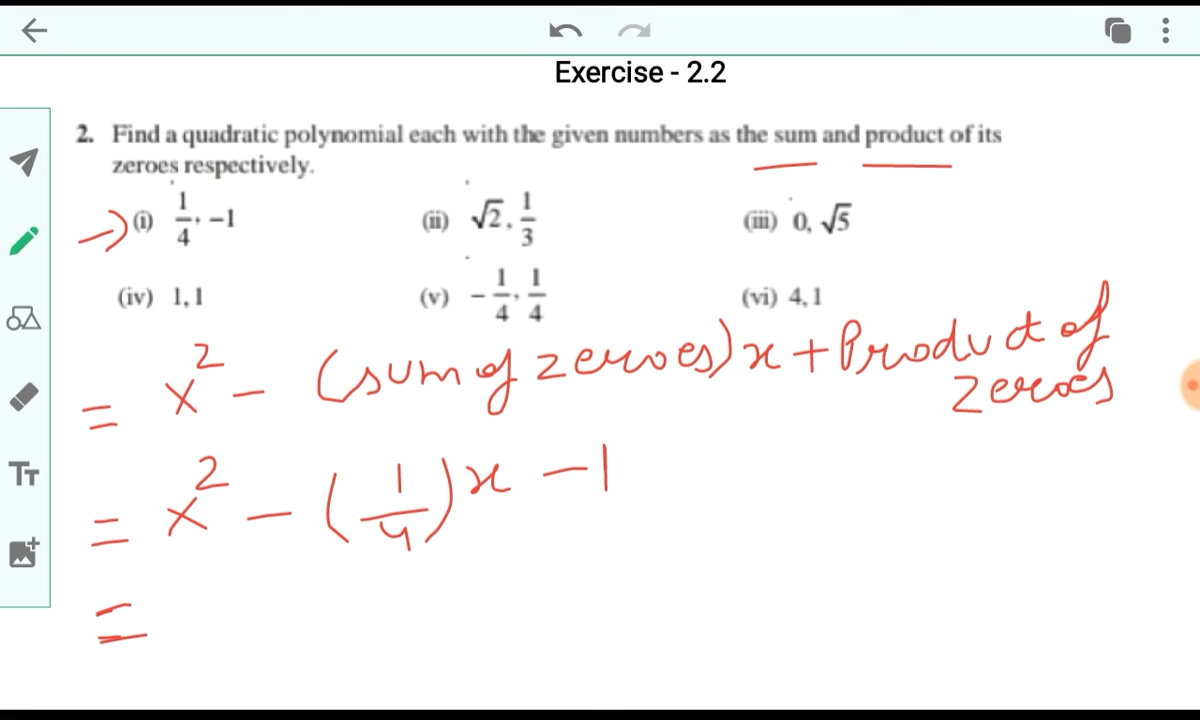 Exercise - 2.2
2. Find a quadratic polynomial each with the given numbers as the sum and product of its
zeroes respectively.
(i) 1/4, -1 (ii) √2, 1/3 (iii) 0, √5
(iv) 1, 1 (v) -1/4, 1/4 (vi) 4, 1
= x² - (sum of zeroes)x + Product of
zeroes
= x² - (1/4)x - 1
=
TT